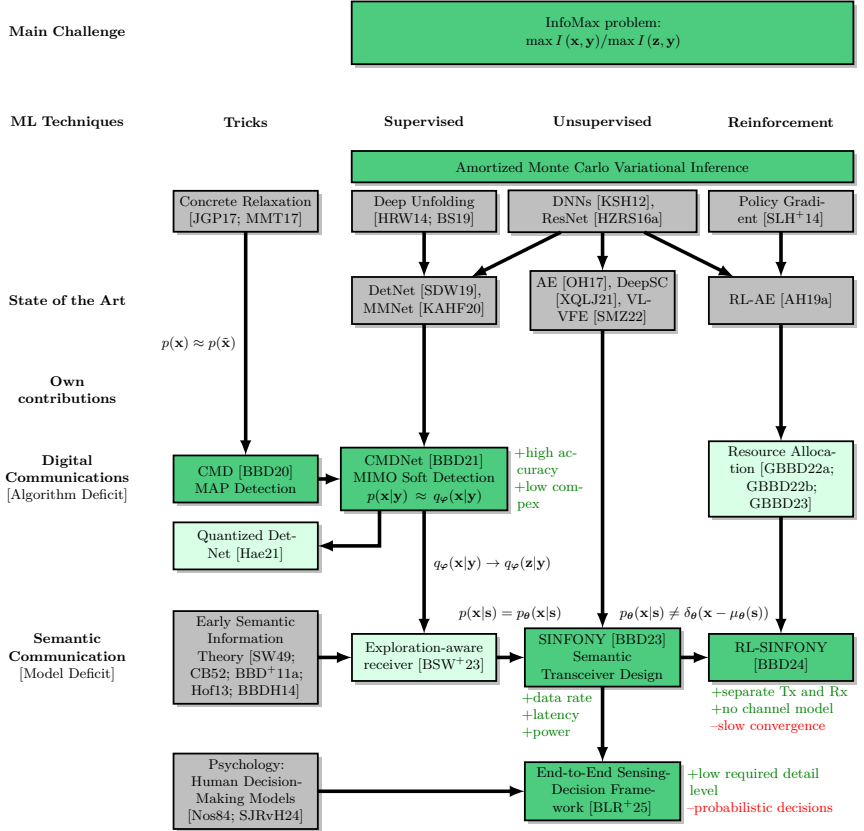 Main Challenge
InfoMax problem:
max I (x, y)/max I (z, y)
ML Techniques
Tricks
Supervised
Unsupervised
Reinforcement
Amortized Monte Carlo Variational Inference
Concrete Relaxation
[JGP17; MMT17]
Deep Unfolding
[HRW14; BS19]
DNNs [KSH12],
ResNet [HZRS16a]
Policy Gradi-
ent [SLH+14]
State of the Art
DetNet [SDW19],
MMNet [KAHF20]
AE [OH17], DeepSC
[XQLJ21], VL-
VFE [SMZ22]
RL-AE [AH19a]
p(x) ≈ p(x̃)
Own
contributions
Digital
Communications
[Algorithm Deficit]
CMD [BBD20]
MAP Detection
CMDNet [BBD21]
MIMO Soft Detection
p(x|y) ≈ qφ(x|y)
+high ac-
curacy
+low com-
pex
Resource Alloca-
tion [GBBD22a;
GBBD22b;
GBBD23]
Quantized Det-
Net [Hae21]
qφ(x|y) → qφ(z|y)
p(x|s) = pθ(x|s)
pθ(x|s) ≠ δθ(x − μθ(s))
Semantic
Communication
[Model Deficit]
Early Semantic
Information
Theory [SW49;
CB52; BBD+11a;
Hof13; BBDH14]
Exploration-aware
receiver [BSW+23]
SINFONY [BBD23]
Semantic
Transceiver Design
RL-SINFONY
[BBD24]
+data rate
+latency
+power
+separate Tx and Rx
+no channel model
–slow convergence
Psychology:
Human Decision-
Making Models
[Nos84; SJRvH24]
End-to-End Sensing-
Decision Frame-
work [BLR+25]
+low required detail
level
–probabilistic decisions